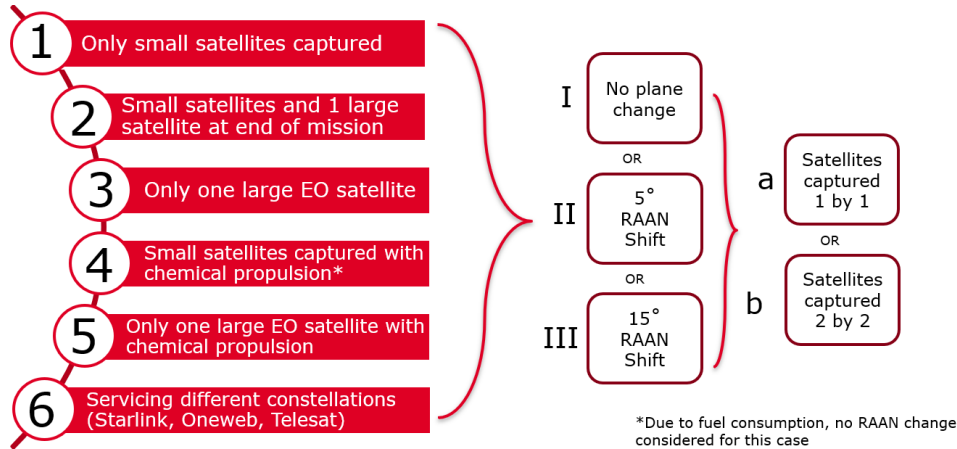 1
Only small satellites captured
2
Small satellites and 1 large
satellite at end of mission
3
Only one large EO satellite
4
Small satellites captured with
chemical propulsion*
5
Only one large EO satellite with
chemical propulsion
6
Servicing different constellations
(Starlink, Oneweb, Telesat)
I
No plane
change
OR
II
5°
RAAN
Shift
OR
III
15°
RAAN
Shift
a
Satellites
captured
1 by 1
OR
b
Satellites
captured
2 by 2
*Due to fuel consumption, no RAAN change
considered for this case